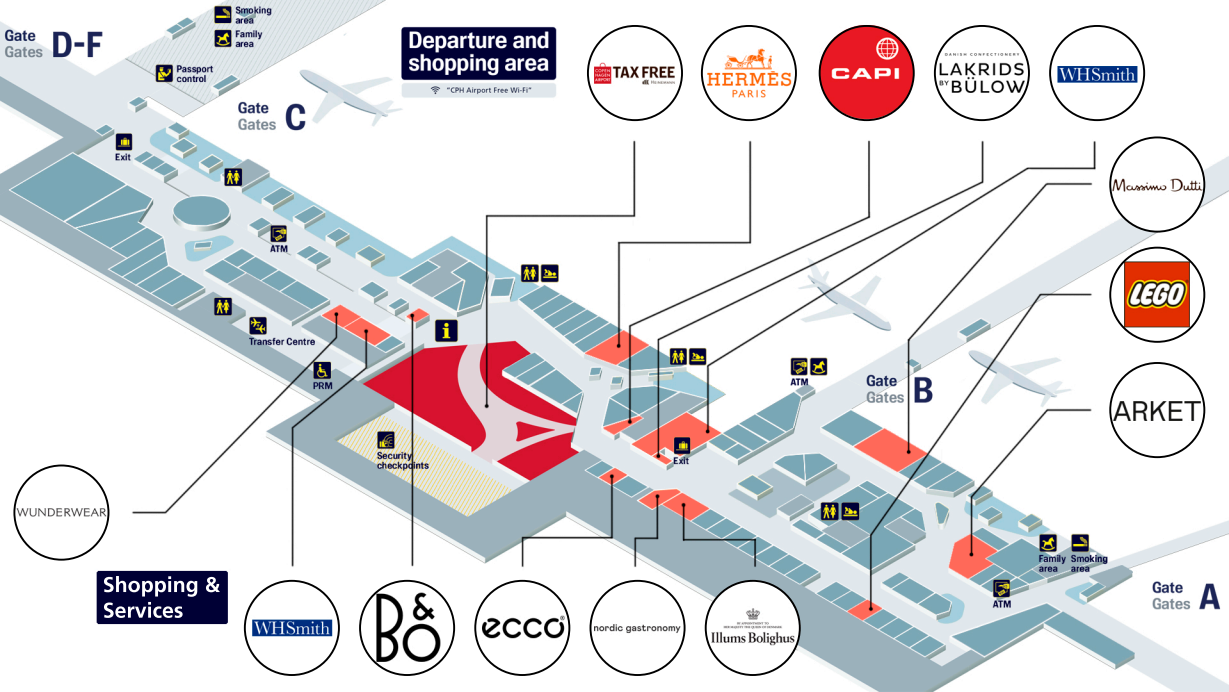 Gate
Gates D-F
Smoking
area
Family
area
Passport
control
Gate
Gates C
Departure and
shopping area
"CPH Airport Free Wi-Fi"
COPEN
HAGEN
AIRPORT
TAX FREE
HERMÈS
PARIS
CAPI
DANISH CONFECTIONERY
LAKRIDS
BY BÜLOW
WHSmith
Massimo Dutti
LEGO
ARKET
Exit
ATM
Transfer Centre
PRM
i
Security
checkpoints
Exit
ATM
Gate
Gates B
Family
area
Smoking
area
ATM
Gate
Gates A
WUNDERWEAR
Shopping &
Services
WHSmith
B&O
ecco®
nordic gastronomy
Illums Bolighus